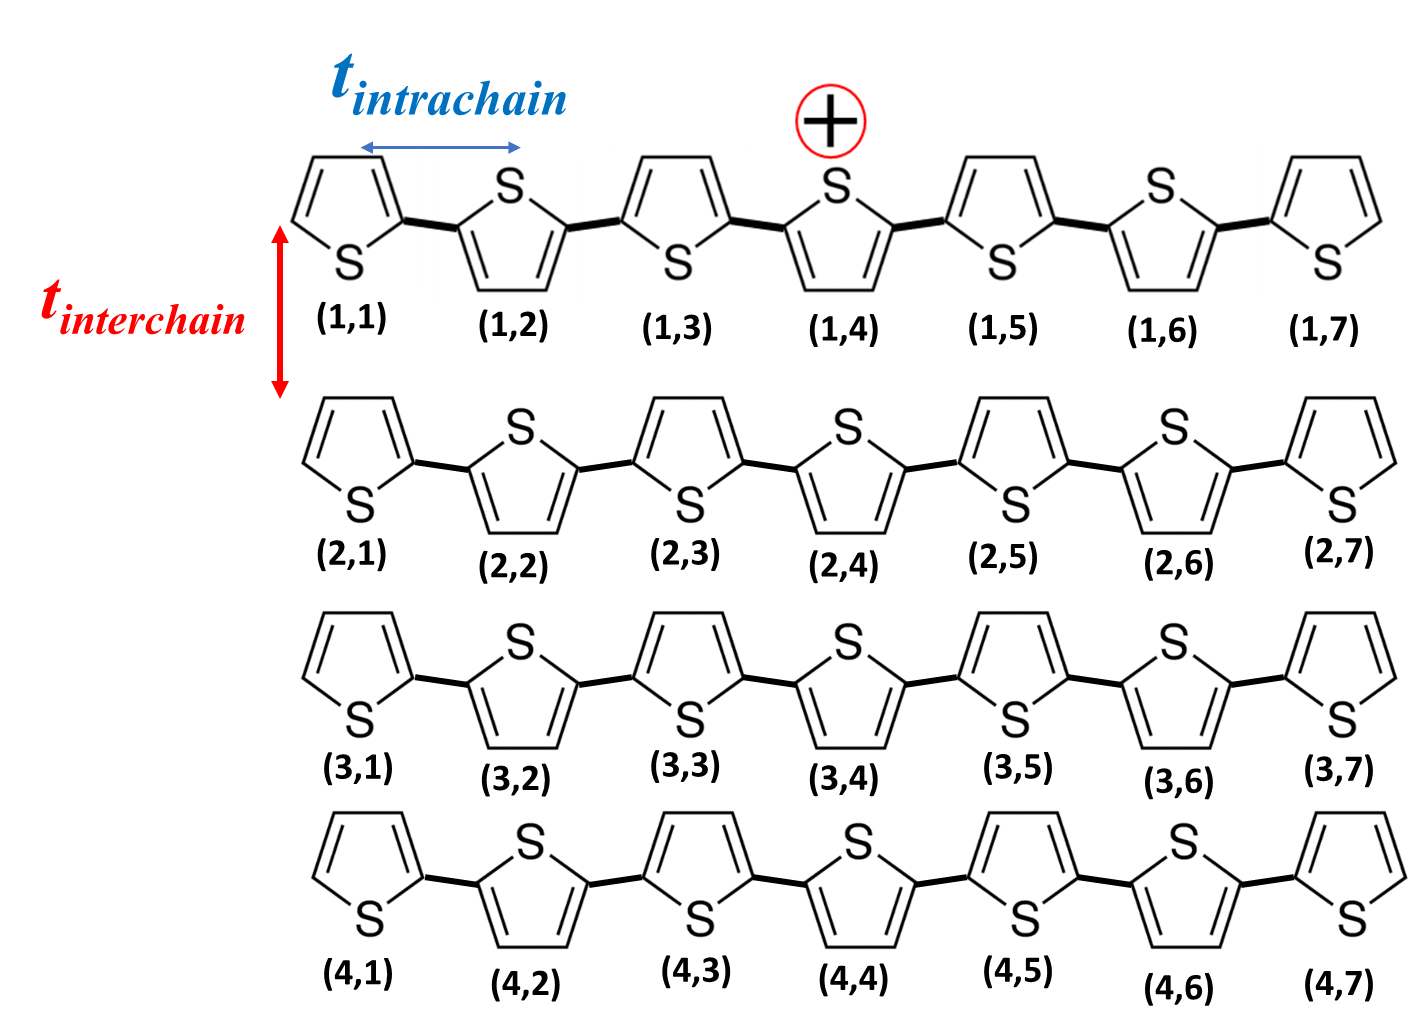 t intrachain
+
S S S
t interchain
S S S S
(1,1) (1,2) (1,3) (1,4) (1,5) (1,6) (1,7)
S S S
S S S S
(2,1) (2,2) (2,3) (2,4) (2,5) (2,6) (2,7)
S S S
S S S S
(3,1) (3,2) (3,3) (3,4) (3,5) (3,6) (3,7)
S S S
S S S S
(4,1) (4,2) (4,3) (4,4) (4,5) (4,6) (4,7)